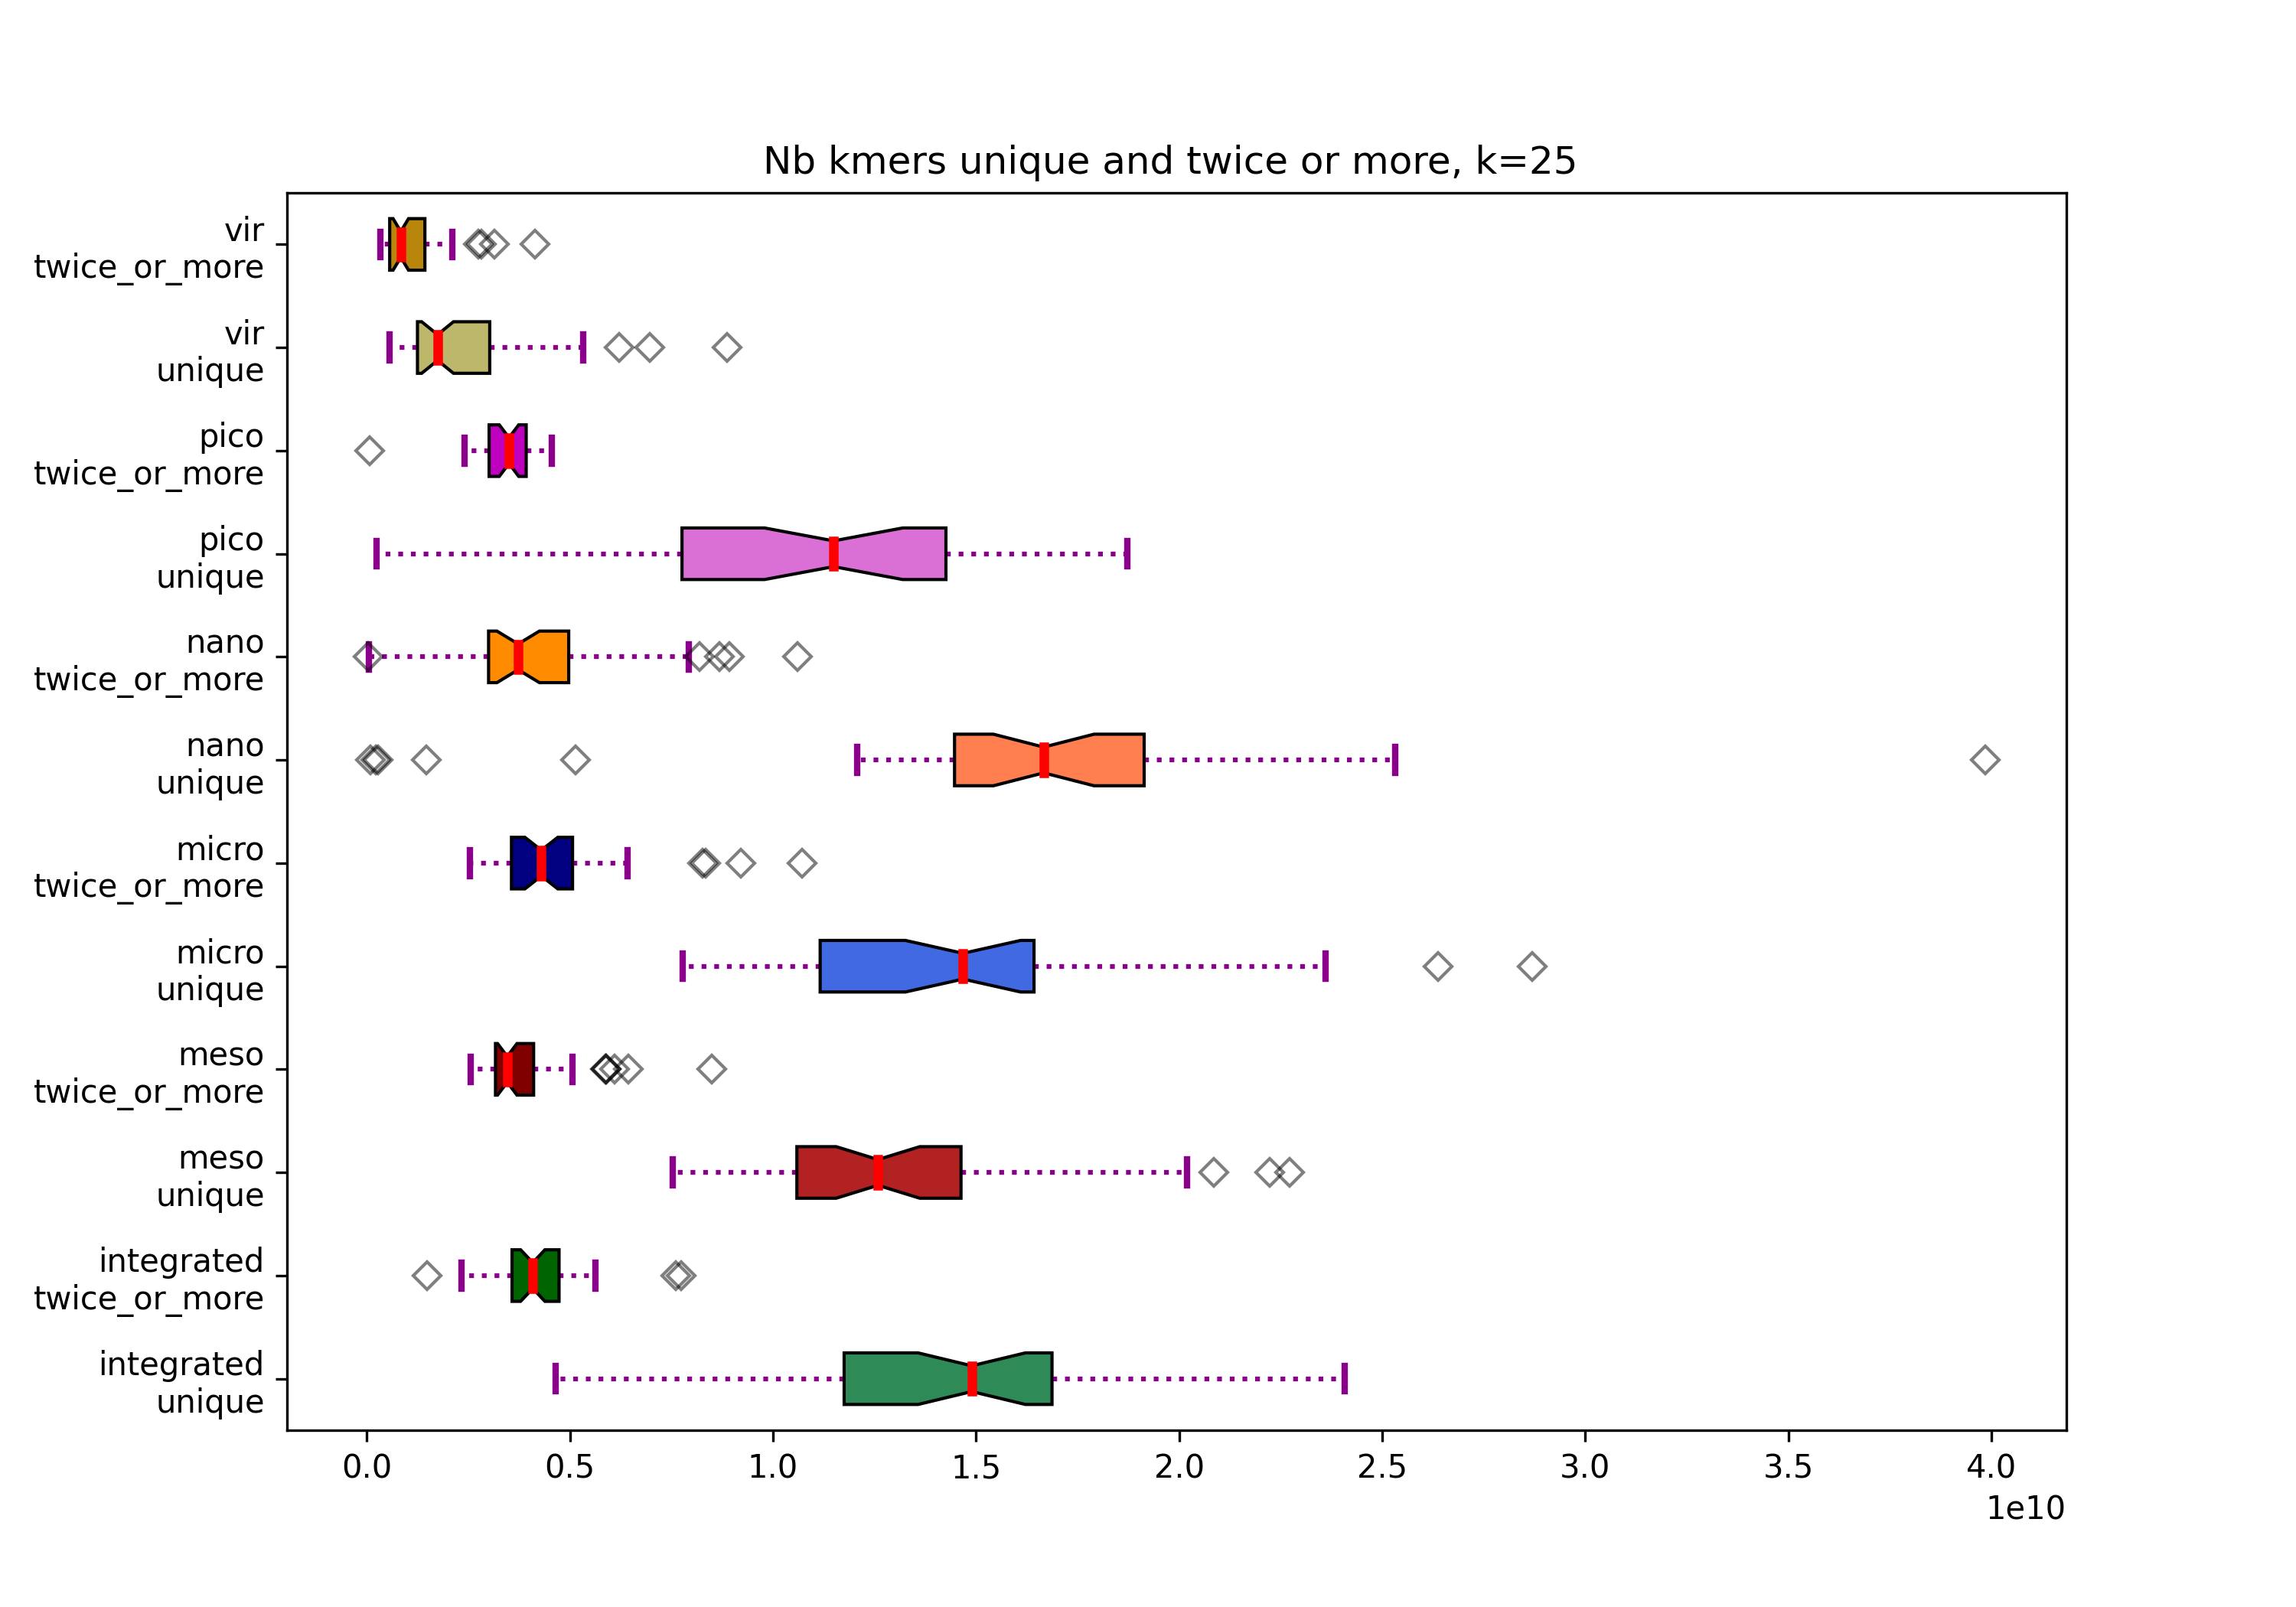 Nb kmers unique and twice or more, k=25
vir
twice_or_more
vir
unique
pico
twice_or_more
pico
unique
nano
twice_or_more
nano
unique
micro
twice_or_more
micro
unique
meso
twice_or_more
meso
unique
integrated
twice_or_more
integrated
unique
0.0 0.5 1.0 1.5 2.0 2.5 3.0 3.5 4.0
1e10